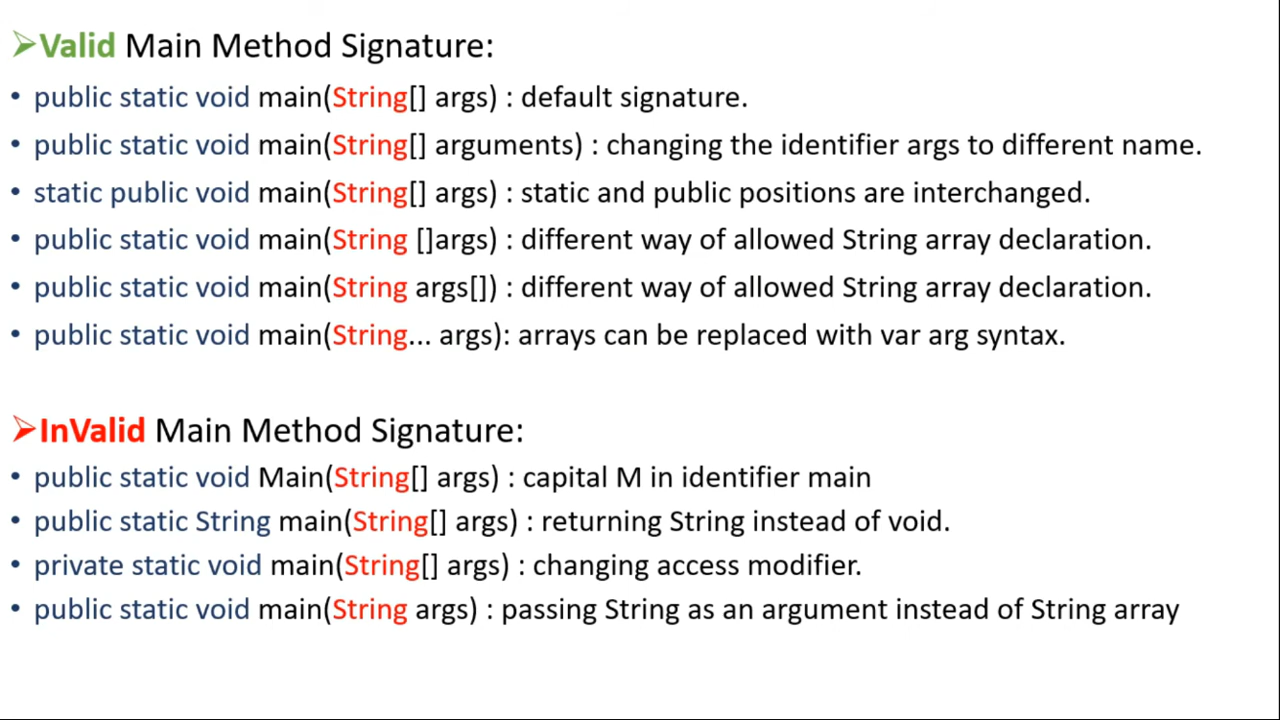 ➢Valid Main Method Signature:
• public static void main(String[] args) : default signature.
• public static void main(String[] arguments) : changing the identifier args to different name.
• static public void main(String[] args) : static and public positions are interchanged.
• public static void main(String []args) : different way of allowed String array declaration.
• public static void main(String args[]) : different way of allowed String array declaration.
• public static void main(String... args): arrays can be replaced with var arg syntax.
➢InValid Main Method Signature:
• public static void Main(String[] args) : capital M in identifier main
• public static String main(String[] args) : returning String instead of void.
• private static void main(String[] args) : changing access modifier.
• public static void main(String args) : passing String as an argument instead of String array